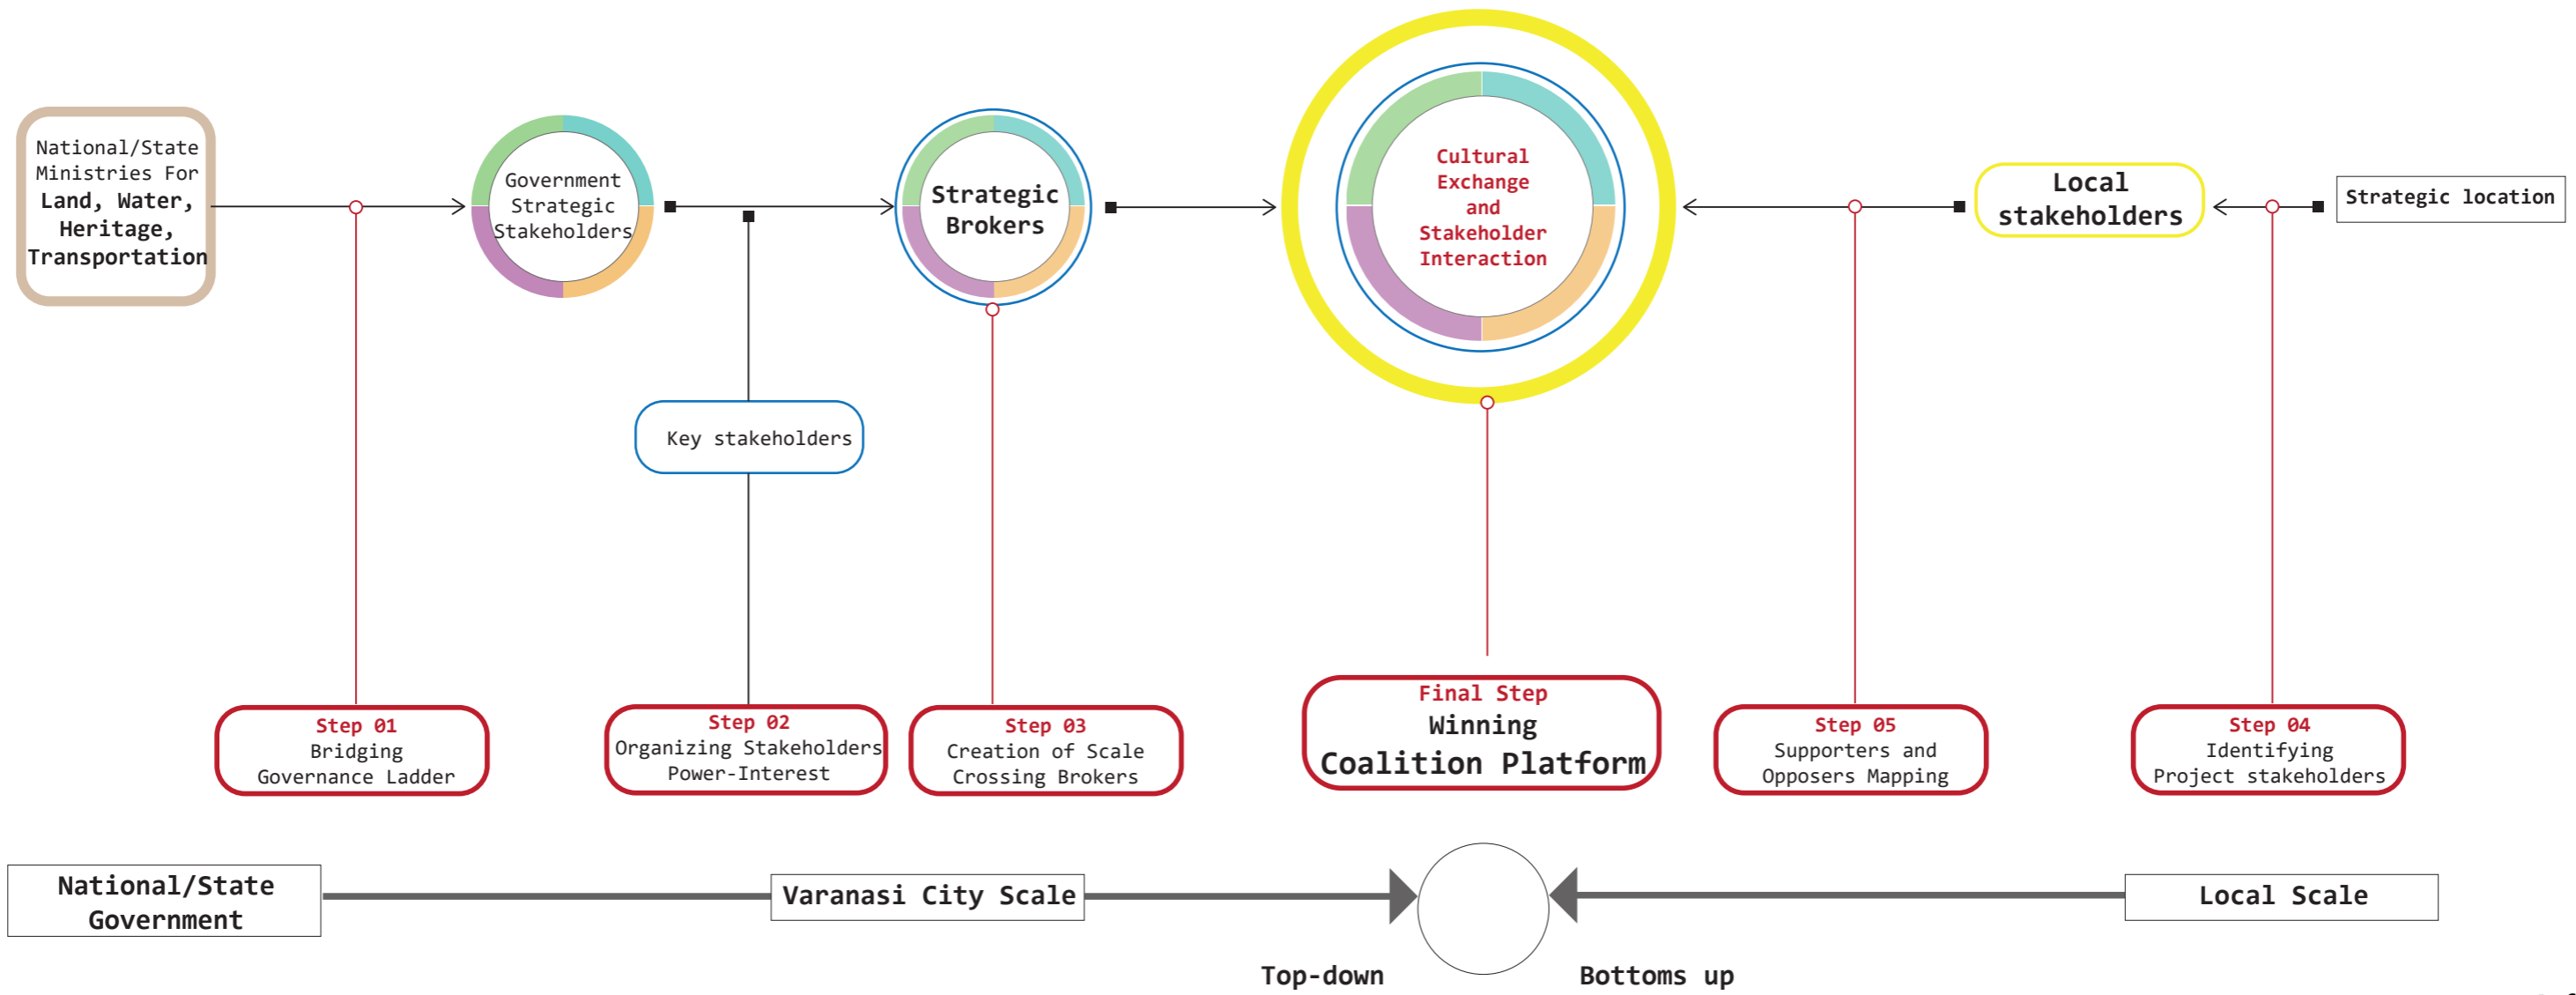 National/State
Ministries For
Land, Water,
Heritage,
Transportation
Government
Strategic
Stakeholders
Strategic
Brokers
Cultural
Exchange
and
Stakeholder
Interaction
Local
stakeholders
Strategic location
Key stakeholders
Step 01
Bridging
Governance Ladder
Step 02
Organizing Stakeholders
Power-Interest
Step 03
Creation of Scale
Crossing Brokers
Final Step
Winning
Coalition Platform
Step 05
Supporters and
Opposers Mapping
Step 04
Identifying
Project stakeholders
National/State
Government
Varanasi City Scale
Local Scale
Top-down
Bottoms up